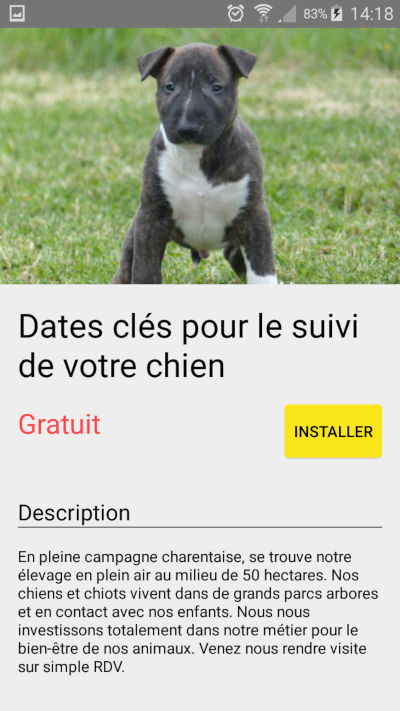 83% 14:18
Dates clés pour le suivi
de votre chien
Gratuit
INSTALLER
Description
En pleine campagne charentaise, se trouve notre
élevage en plein air au milieu de 50 hectares. Nos
chiens et chiots vivent dans de grands parcs arbores
et en contact avec nos enfants. Nous nous
investissons totalement dans notre métier pour le
bien-être de nos animaux. Venez nous rendre visite
sur simple RDV.